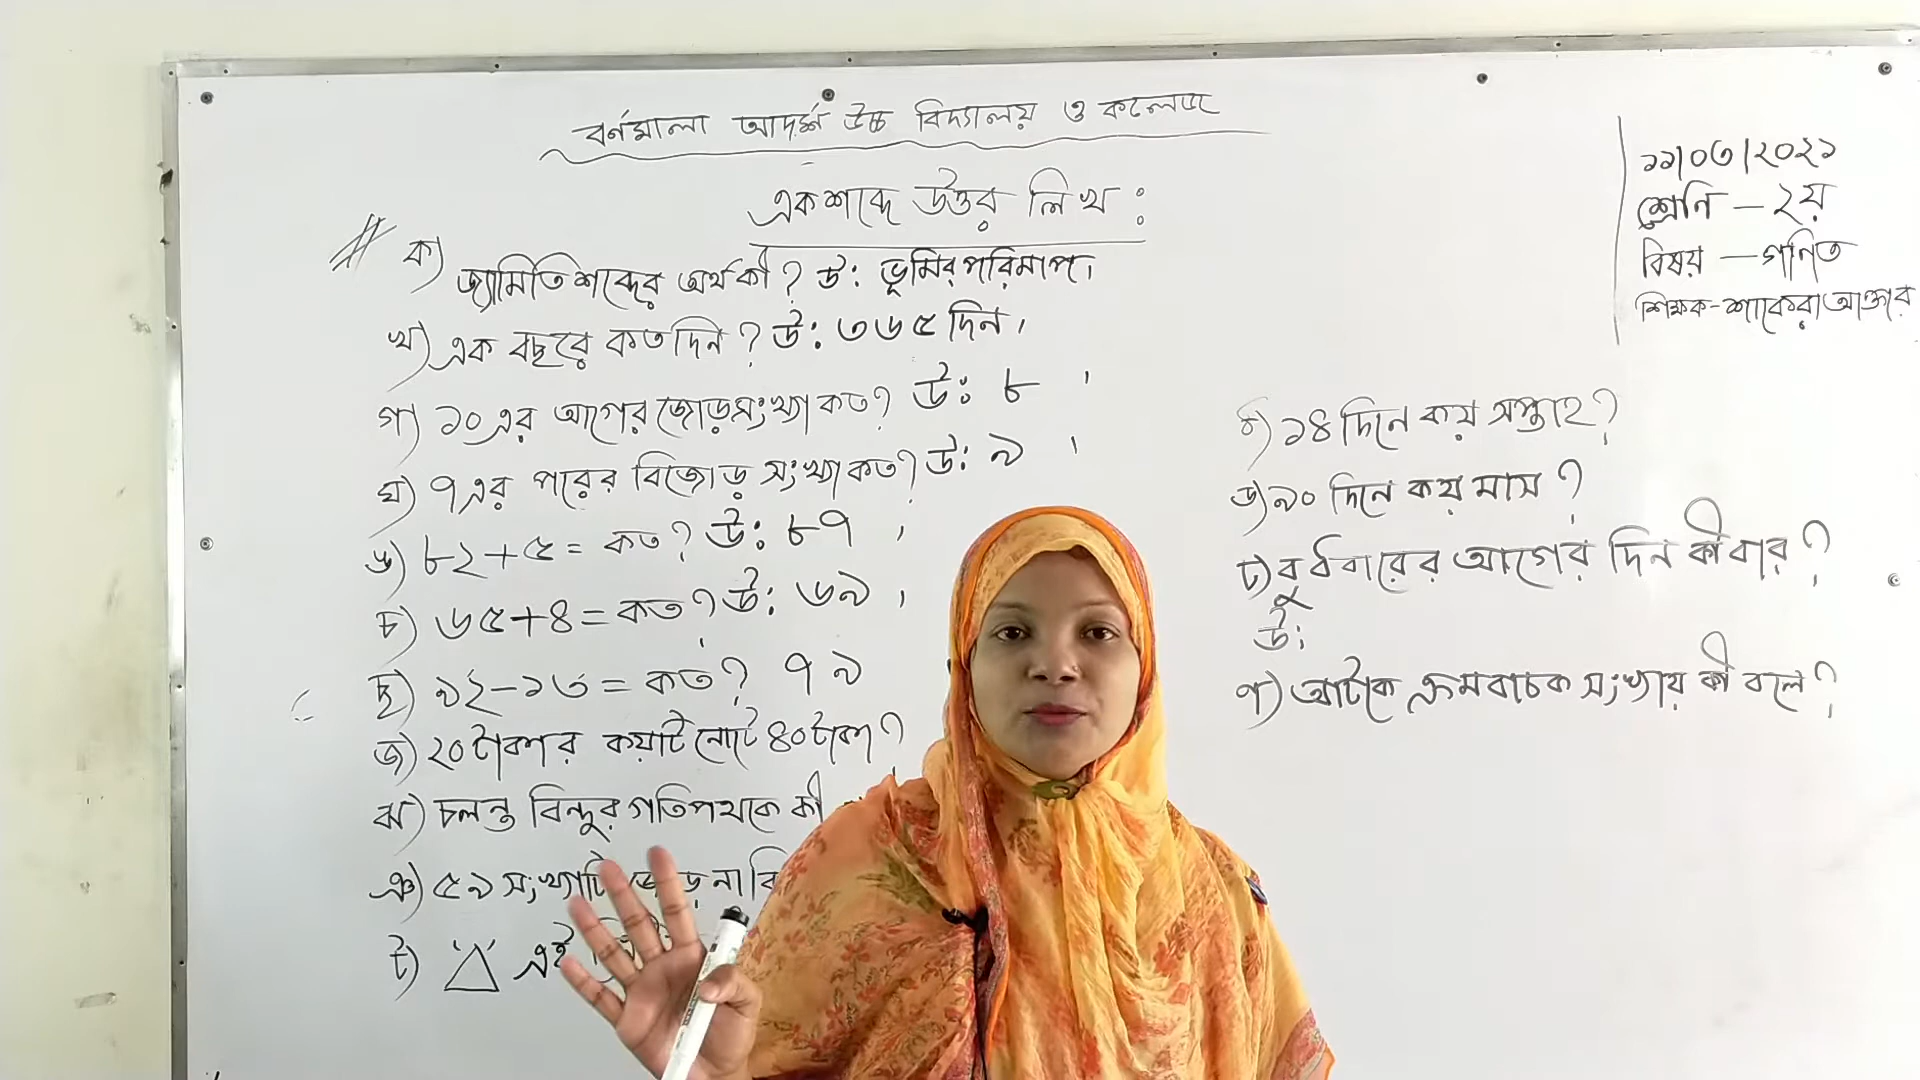 বর্নমালা আদর্শ উচ্চ বিদ্যালয় ও কলেজ
একশব্দে উত্তর লিখ:
ক) জ্যামিতি শব্দের অর্থ কী? উ: ভূমির পরিমাপ।
খ) এক বছরে কত দিন? উ: ৩৬৫ দিন।
গ) ১০ এর আগের জোড় সংখ্যা কত? উ: ৮।
ঘ) ৭ এর পরের বিজোড় সংখ্যা কত? উ: ৯।
ঙ) ৮২+৫= কত? উ: ৮৭।
চ) ৬৫+৪= কত? উ: ৬৯।
ছ) ৯২-১৩= কত? ৭৯
জ) ২০ টাকার কয়টি নোটে ৪০ টাকা?
ঝ) চলন্ত বিন্দুর গতিপথকে কী
ঞ) ৫৯ সংখ্যাটি জোড় না বি
ট) △ এই
১১/০৩/২০২১
শ্রেনি - ২য়
বিষয় - গণিত
শিক্ষক - শাকেরা আক্তার
ঠ) ১৪ দিনে কয় সপ্তাহ?
ড) ৯০ দিনে কয় মাস?
ঢ) বুধবারের আগের দিন কী বার?
উ:
ণ) আটকে ক্রমবাচক সংখ্যায় কী বলে?